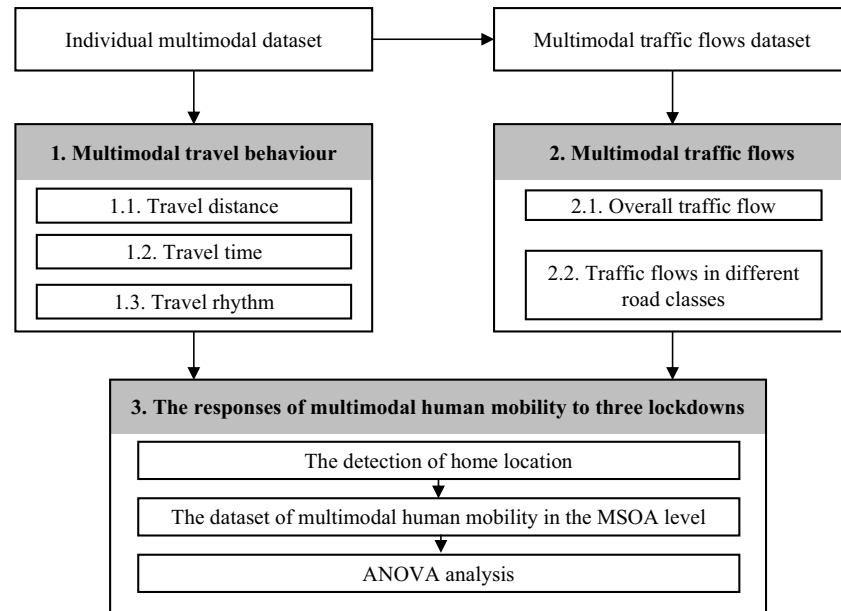 Individual multimodal dataset
Multimodal traffic flows dataset
1. Multimodal travel behaviour
1.1. Travel distance
1.2. Travel time
1.3. Travel rhythm
2. Multimodal traffic flows
2.1. Overall traffic flow
2.2. Traffic flows in different
road classes
3. The responses of multimodal human mobility to three lockdowns
The detection of home location
The dataset of multimodal human mobility in the MSOA level
ANOVA analysis